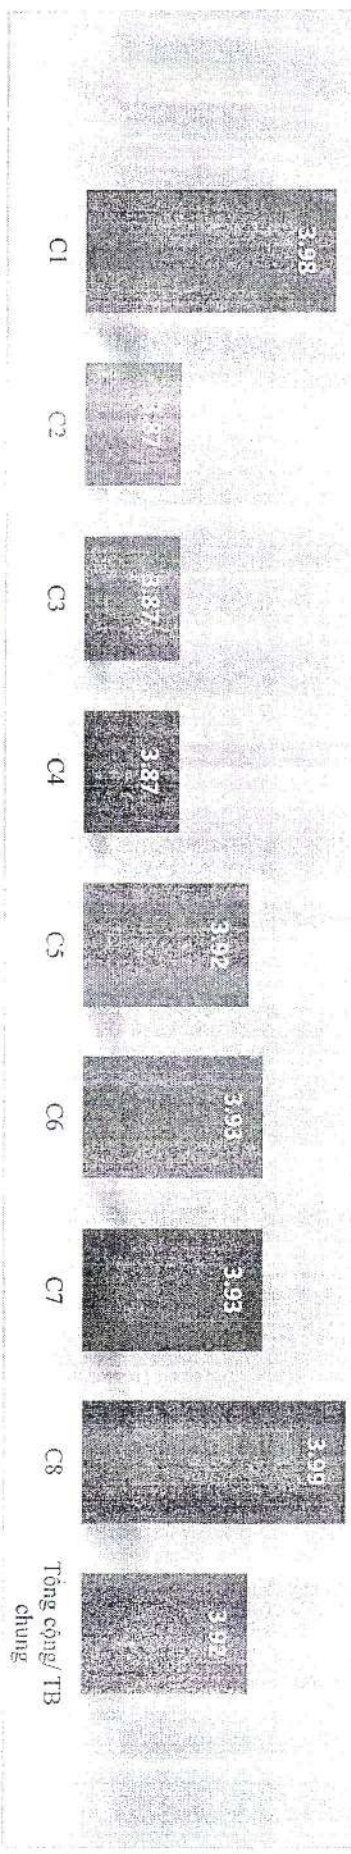 3.98
3.87
3.87
3.87
3.92
3.93
3.93
3.99
3.92
C1
C2
C3
C4
C5
C6
C7
C8
Tổng cộng/ TB
chung